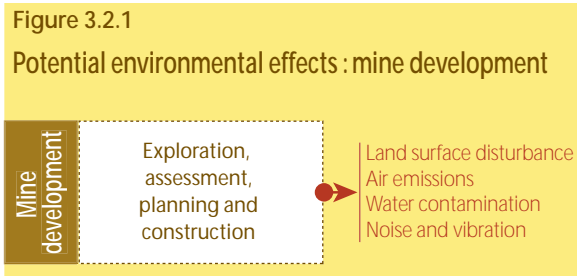 Figure 3.2.1
Potential environmental effects : mine development
Mine
development
Exploration,
assessment,
planning and
construction
Land surface disturbance
Air emissions
Water contamination
Noise and vibration